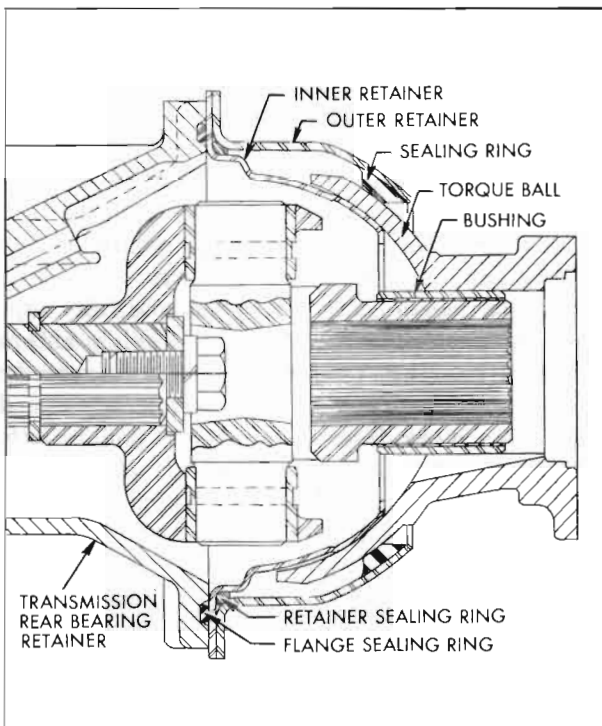 INNER RETAINER
OUTER RETAINER
SEALING RING
TORQUE BALL
BUSHING
TRANSMISSION
REAR BEARING
RETAINER
RETAINER SEALING RING
FLANGE SEALING RING